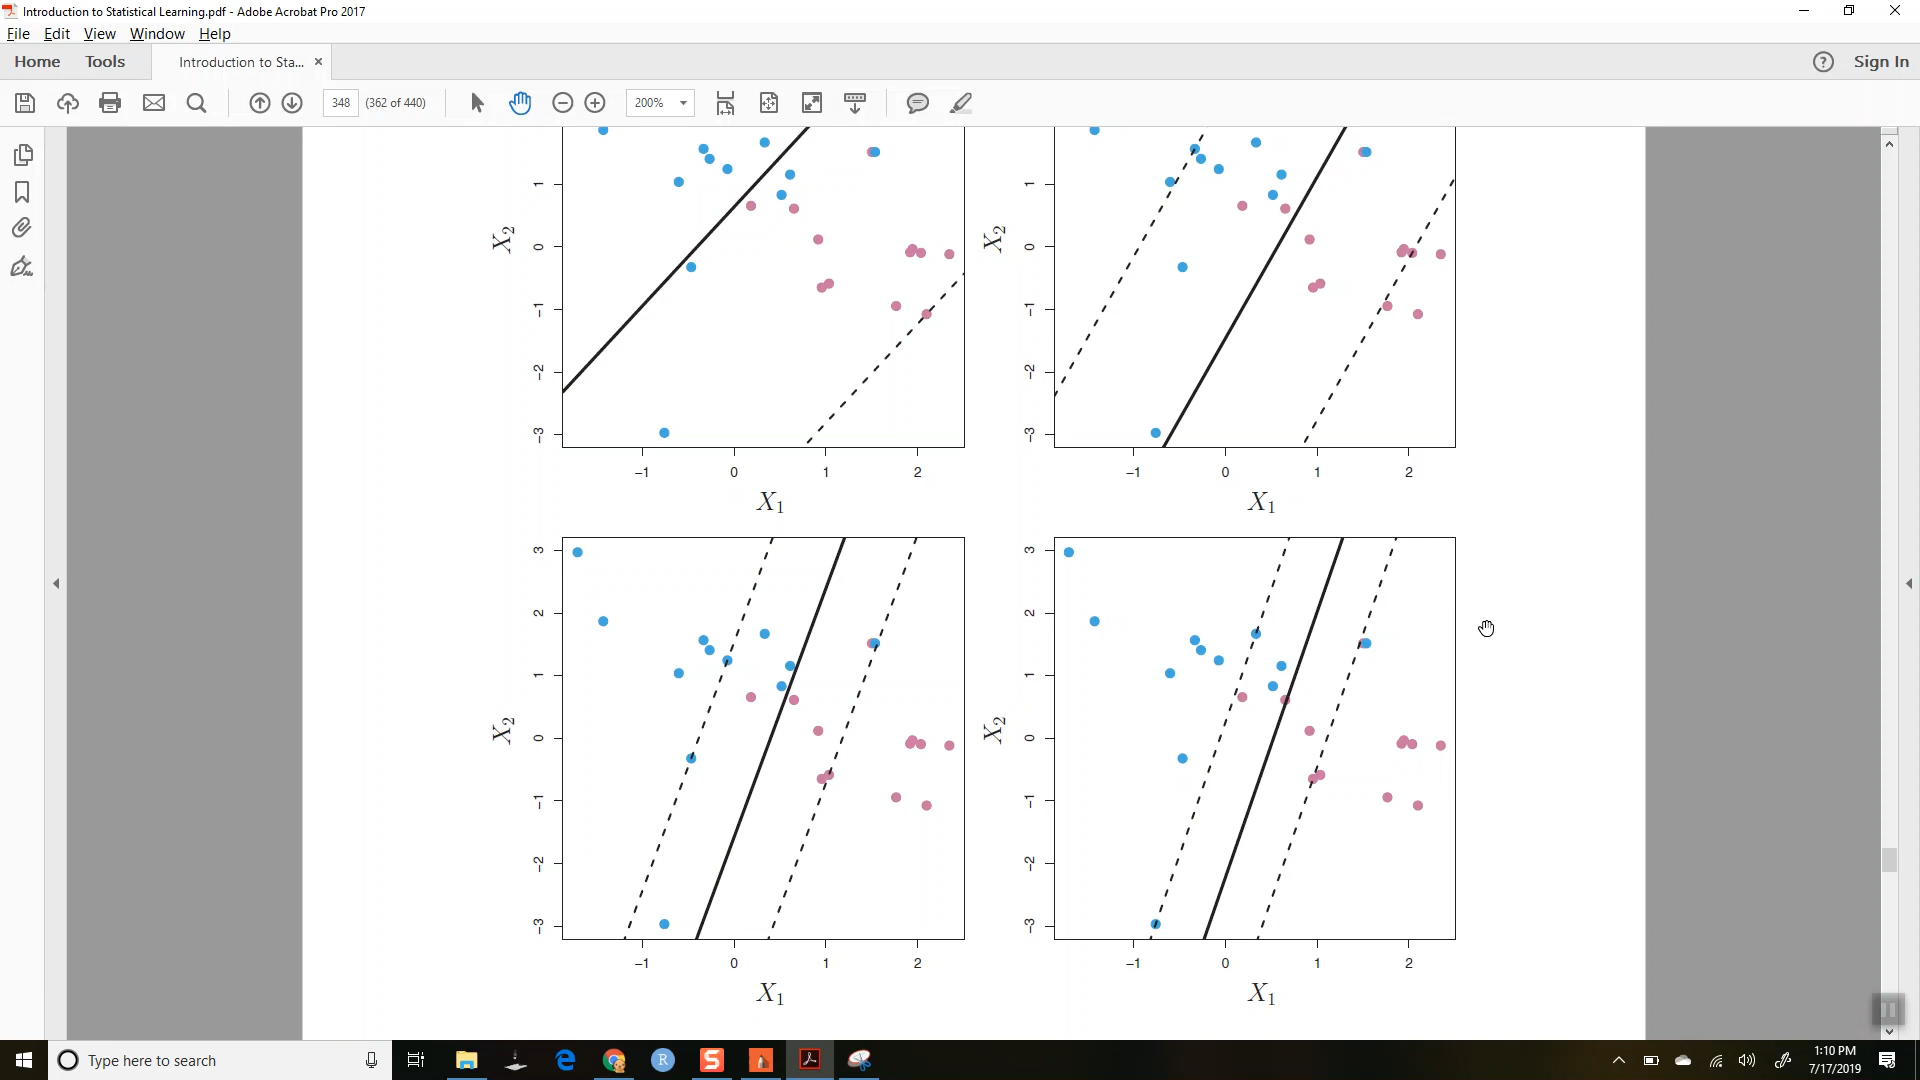 Introduction to Statistical Learning.pdf - Adobe Acrobat Pro 2017
File Edit View Window Help
Home Tools Introduction to Sta... × ? Sign In
348 (362 of 440) 200%
1 1
X2 0 X2 0
−1 −1
−2 −2
−3 −3
−1 0 1 2 −1 0 1 2
X1 X1
3 3
2 2
1 1
X2 0 X2 0
−1 −1
−2 −2
−3 −3
−1 0 1 2 −1 0 1 2
X1 X1
Type here to search
R S
1:10 PM
7/17/2019